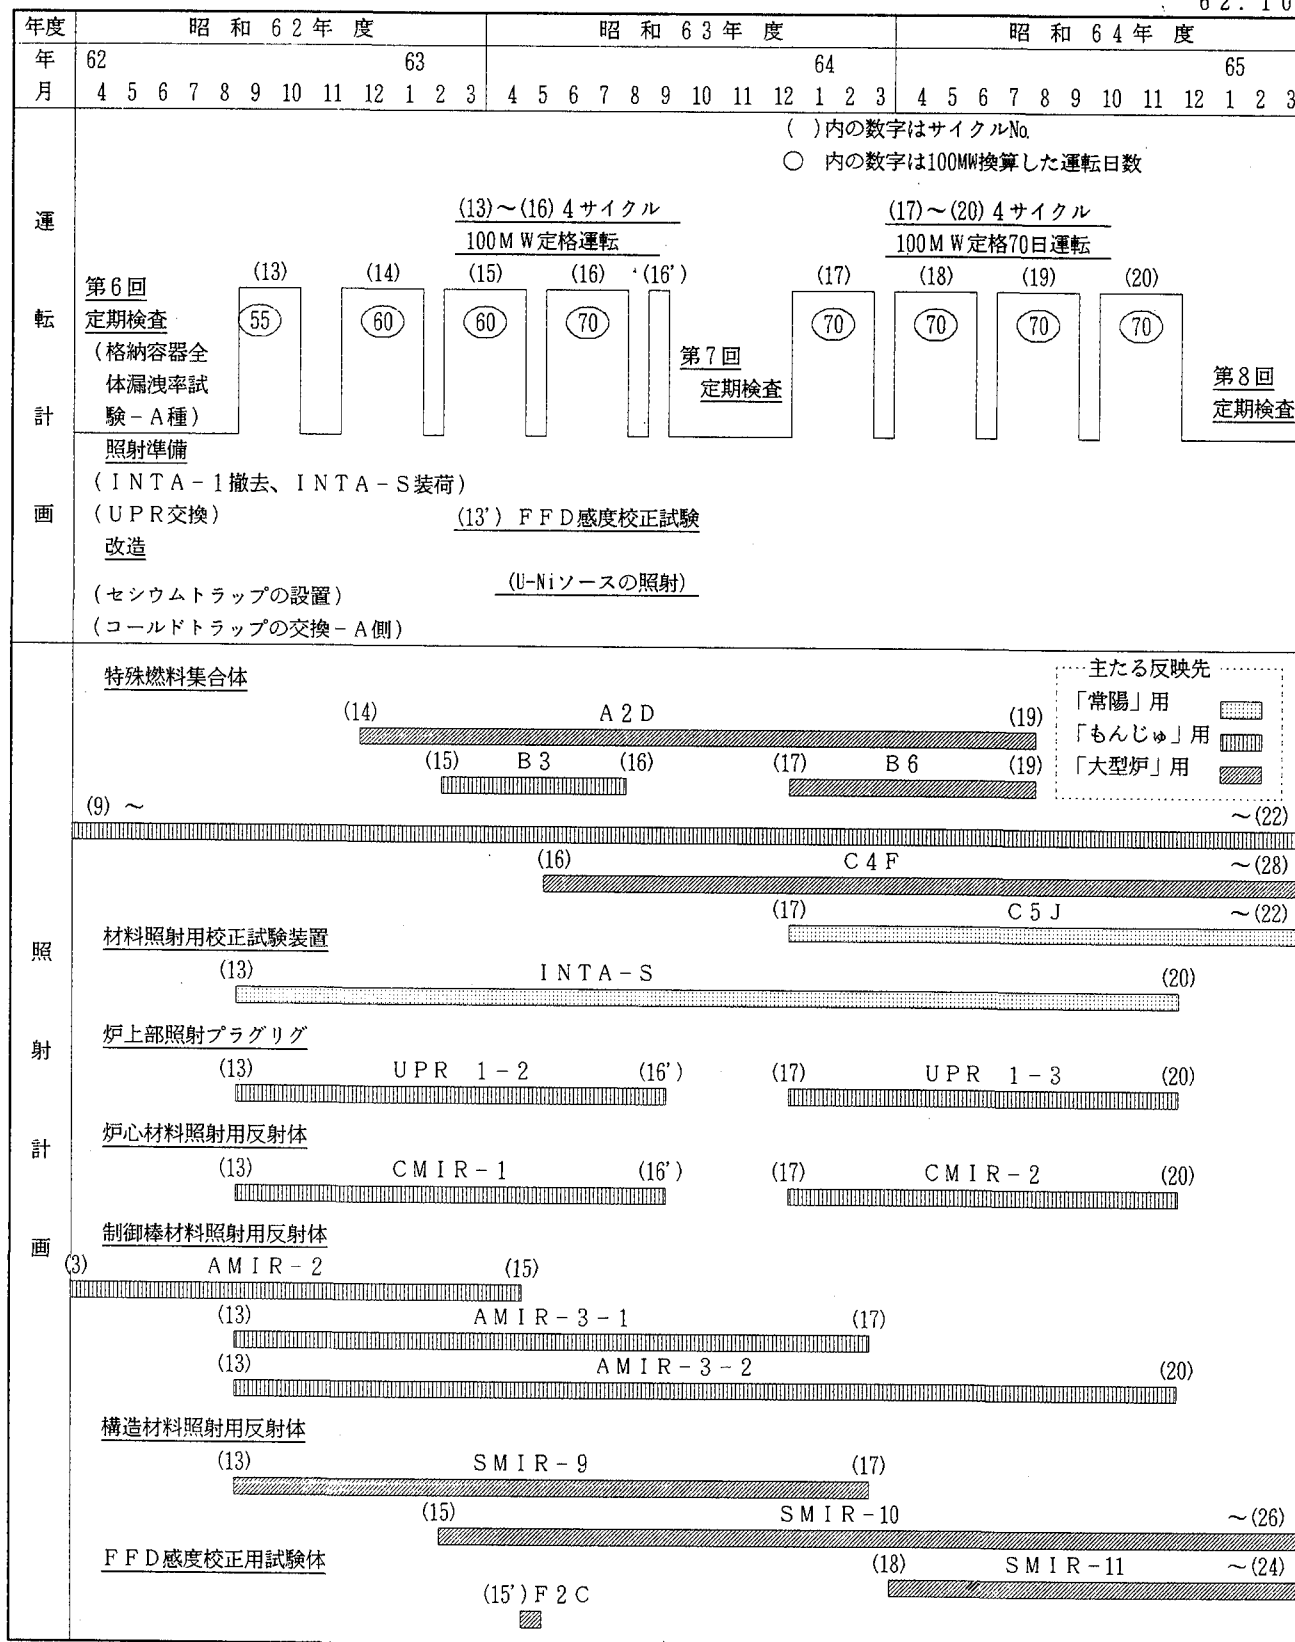 62.10
年度 昭和62年度 昭和63年度 昭和64年度
年 62 63 64 65
月 4 5 6 7 8 9 10 11 12 1 2 3 4 5 6 7 8 9 10 11 12 1 2 3 4 5 6 7 8 9 10 11 12 1 2 3
運転計画
( )内の数字はサイクルNo.
○ 内の数字は100MW換算した運転日数
(13)～(16) 4サイクル
100MW定格運転
(17)～(20) 4サイクル
100MW定格70日運転
(13) (14) (15) (16) (16') (17) (18) (19) (20)
55 60 60 70 70 70 70 70
第6回
定期検査
(格納容器全
体漏洩率試
験-A種)
第7回
定期検査
第8回
定期検査
照射準備
(INTA-1撤去、INTA-S装荷)
(UPR交換)
改造
(セシウムトラップの設置)
(コールドトラップの交換-A側)
(13') FFD感度校正試験
(U-Niソースの照射)
照射計画
主たる反映先
「常陽」用
「もんじゅ」用
「大型炉」用
特殊燃料集合体
(14) A2D (19)
(15) B3 (16) (17) B6 (19)
(9) ～ ～(22)
(16) C4F ～(28)
(17) C5J ～(22)
材料照射用校正試験装置
(13) INTA-S (20)
炉上部照射プラグリグ
(13) UPR 1-2 (16') (17) UPR 1-3 (20)
炉心材料照射用反射体
(13) CMIR-1 (16') (17) CMIR-2 (20)
制御棒材料照射用反射体
(3) AMIR-2 (15)
(13) AMIR-3-1 (17)
(13) AMIR-3-2 (20)
構造材料照射用反射体
(13) SMIR-9 (17)
(15) SMIR-10 ～(26)
FFD感度校正用試験体
(18) SMIR-11 ～(24)
(15') F2C